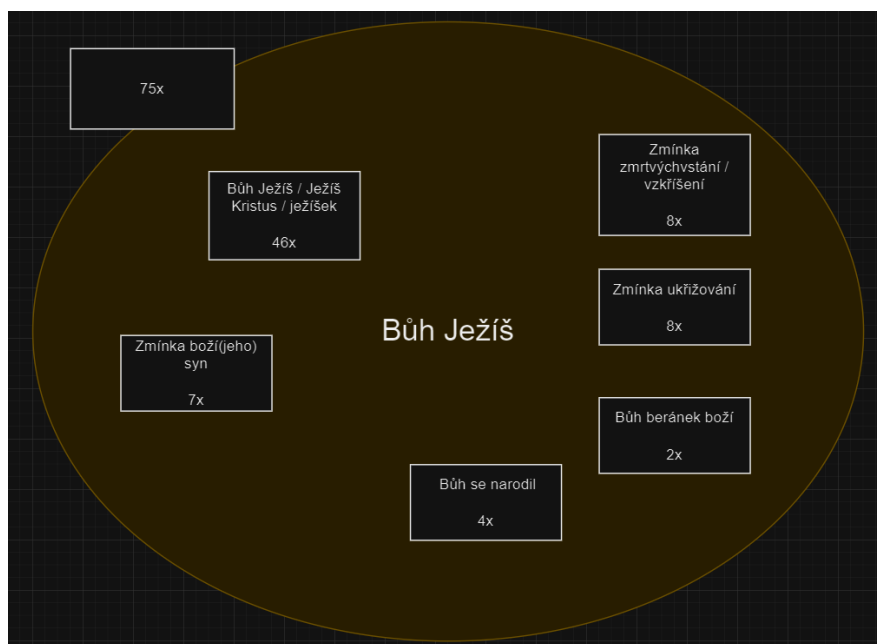 75x
Bůh Ježíš / Ježíš
Kristus / ježíšek
46x
Zmínka
zmrtvýchvstání /
vzkříšení
8x
Zmínka ukřižování
8x
Bůh Ježíš
Zmínka boží(jeho)
syn
7x
Bůh beránek boží
2x
Bůh se narodil
4x